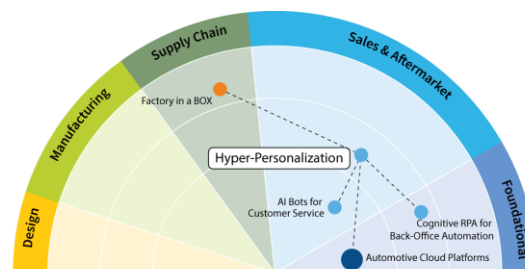 Supply Chain
Sales & Aftermarket
Manufacturing
Factory in a BOX
Hyper-Personalization
Design
AI Bots for
Customer Service
Cognitive RPA for
Back-Office Automation
Foundational
Automotive Cloud Platforms